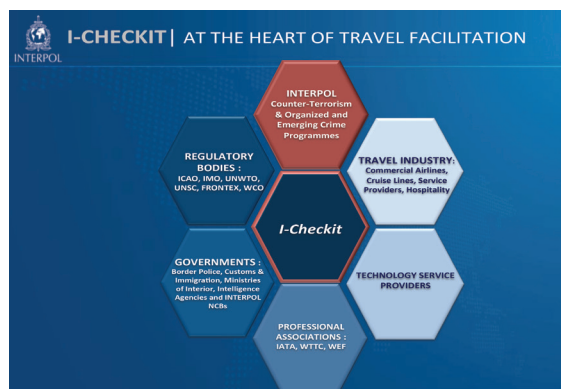 I-CHECKIT| AT THE HEART OF TRAVEL FACILITATION
INTERPOL
INTERPOL
Counter-Terrorism
& Organized and
Emerging Crime
Programmes
REGULATORY
BODIES :
ICAO, IMO, UNWTO,
UNSC, FRONTEX, WCO
TRAVEL INDUSTRY:
Commercial Airlines,
Cruise Lines, Service
Providers, Hospitality
I-Checkit
GOVERNMENTS :
Border Police, Customs &
Immigration, Ministries
of Interior, Intelligence
Agencies and INTERPOL
NCBs
TECHNOLOGY SERVICE
PROVIDERS
PROFESSIONAL
ASSOCIATIONS :
IATA, WTTC, WEF